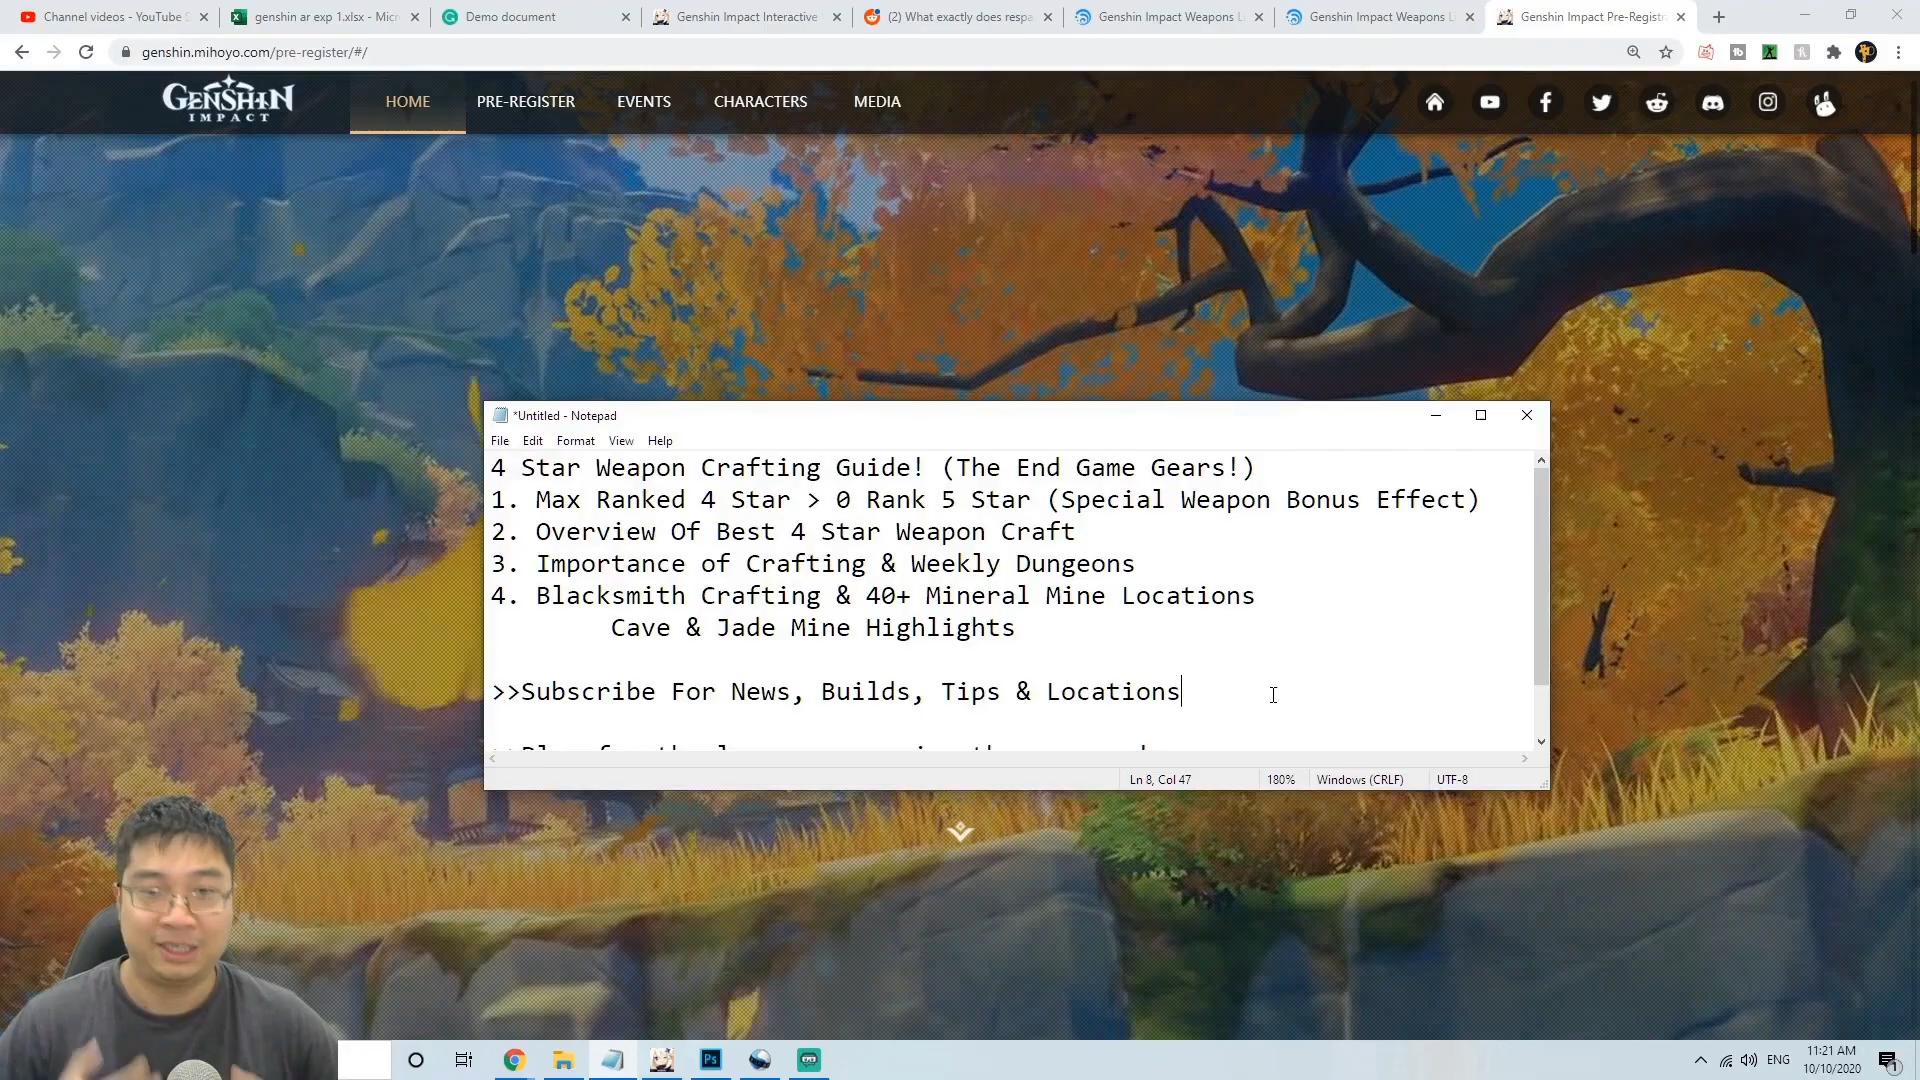 Channel videos - YouTube S
genshin ar exp 1.xlsx - Micr
Demo document
Genshin Impact Interactive
(2) What exactly does respa
Genshin Impact Weapons Li
Genshin Impact Weapons Li
Genshin Impact Pre-Registr
genshin.mihoyo.com/pre-register/#/
GENSHIN
IMPACT
HOME
PRE-REGISTER
EVENTS
CHARACTERS
MEDIA
*Untitled - Notepad
File Edit Format View Help
4 Star Weapon Crafting Guide! (The End Game Gears!)
1. Max Ranked 4 Star > 0 Rank 5 Star (Special Weapon Bonus Effect)
2. Overview Of Best 4 Star Weapon Craft
3. Importance of Crafting & Weekly Dungeons
4. Blacksmith Crafting & 40+ Mineral Mine Locations
Cave & Jade Mine Highlights
>>Subscribe For News, Builds, Tips & Locations
Ln 8, Col 47
180%
Windows (CRLF)
UTF-8
Ps
ENG
11:21 AM
10/10/2020
1